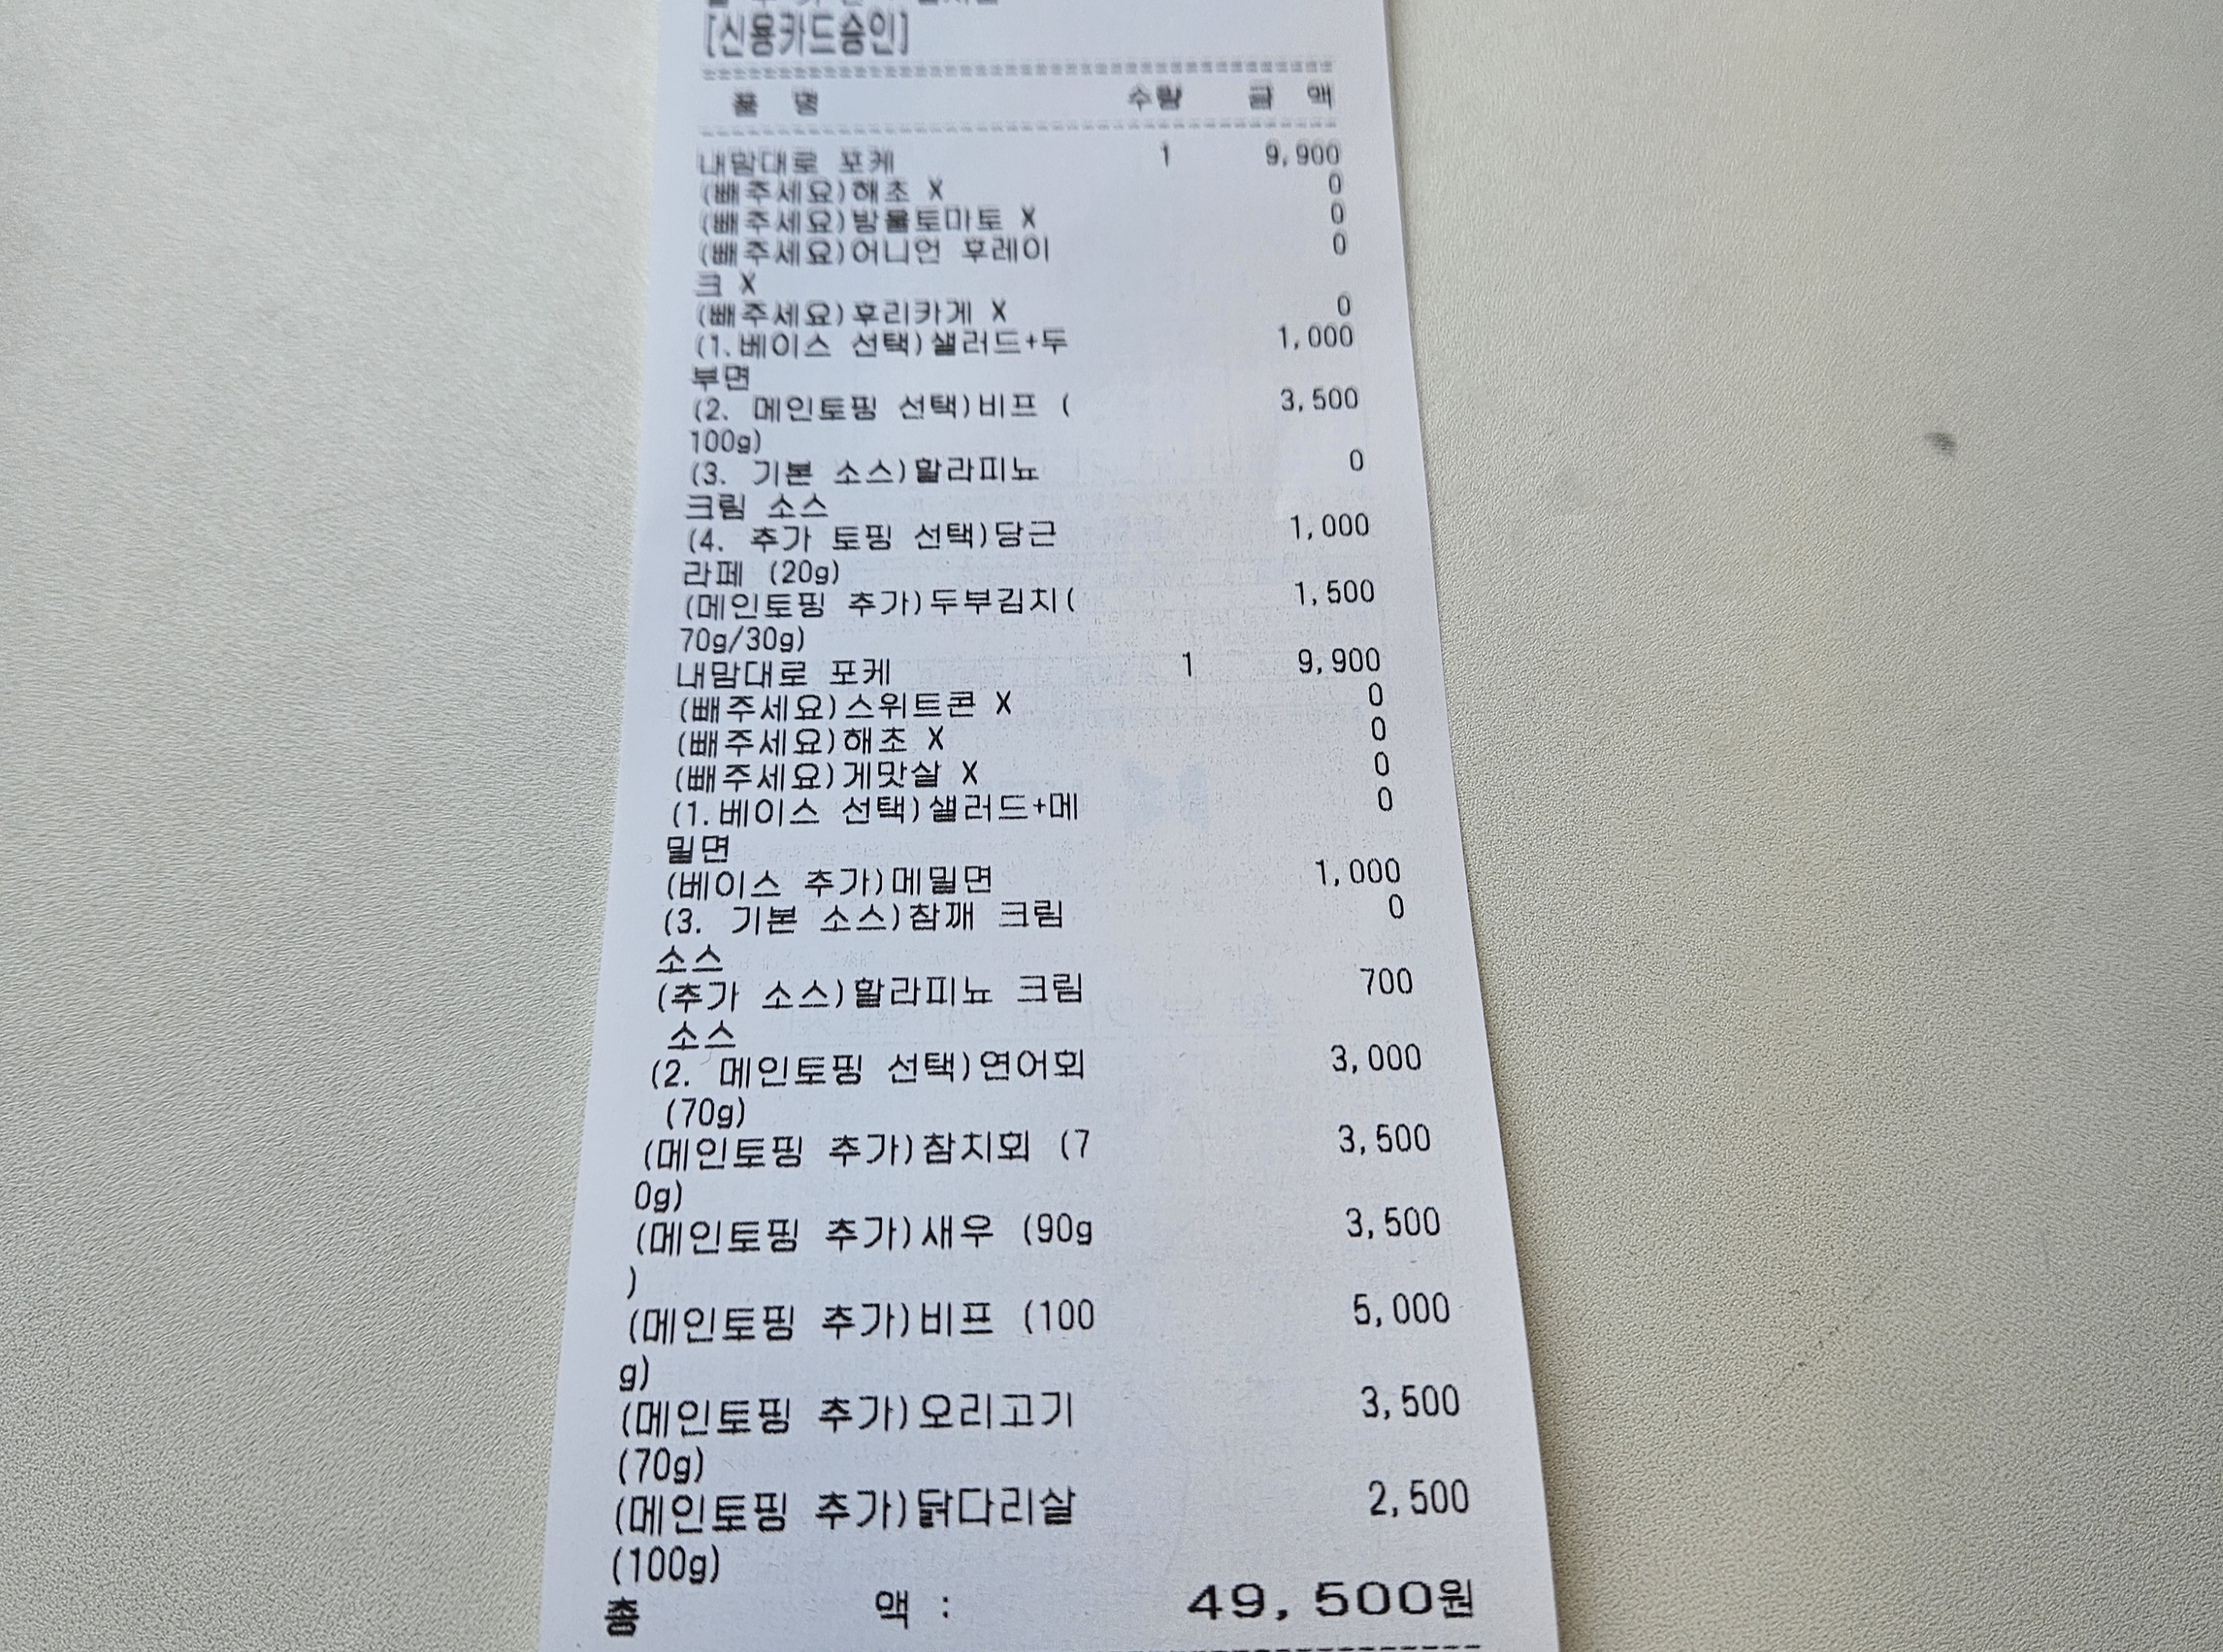 [신용카드승인]
품 명 수량 금 액
내맘대로 포케 1 9,900
(빼주세요)해초 X 0
(빼주세요)방울토마토 X 0
(빼주세요)어니언 후레이 0
크 X
(빼주세요)후리카게 X 0
(1.베이스 선택)샐러드+두 1,000
부면
(2. 메인토핑 선택)비프 ( 3,500
100g)
(3. 기본 소스)할라피뇨 0
크림 소스
(4. 추가 토핑 선택)당근 1,000
라페 (20g)
(메인토핑 추가)두부김치( 1,500
70g/30g)
내맘대로 포케 1 9,900
(빼주세요)스위트콘 X 0
(빼주세요)해초 X 0
(빼주세요)게맛살 X 0
(1.베이스 선택)샐러드+메 0
밀면
(베이스 추가)메밀면 1,000
(3. 기본 소스)참깨 크림 0
소스
(추가 소스)할라피뇨 크림 700
소스
(2. 메인토핑 선택)연어회 3,000
(70g)
(메인토핑 추가)참치회 (7 3,500
0g)
(메인토핑 추가)새우 (90g 3,500
)
(메인토핑 추가)비프 (100 5,000
g)
(메인토핑 추가)오리고기 3,500
(70g)
(메인토핑 추가)닭다리살 2,500
(100g)
총 액 : 49,500원